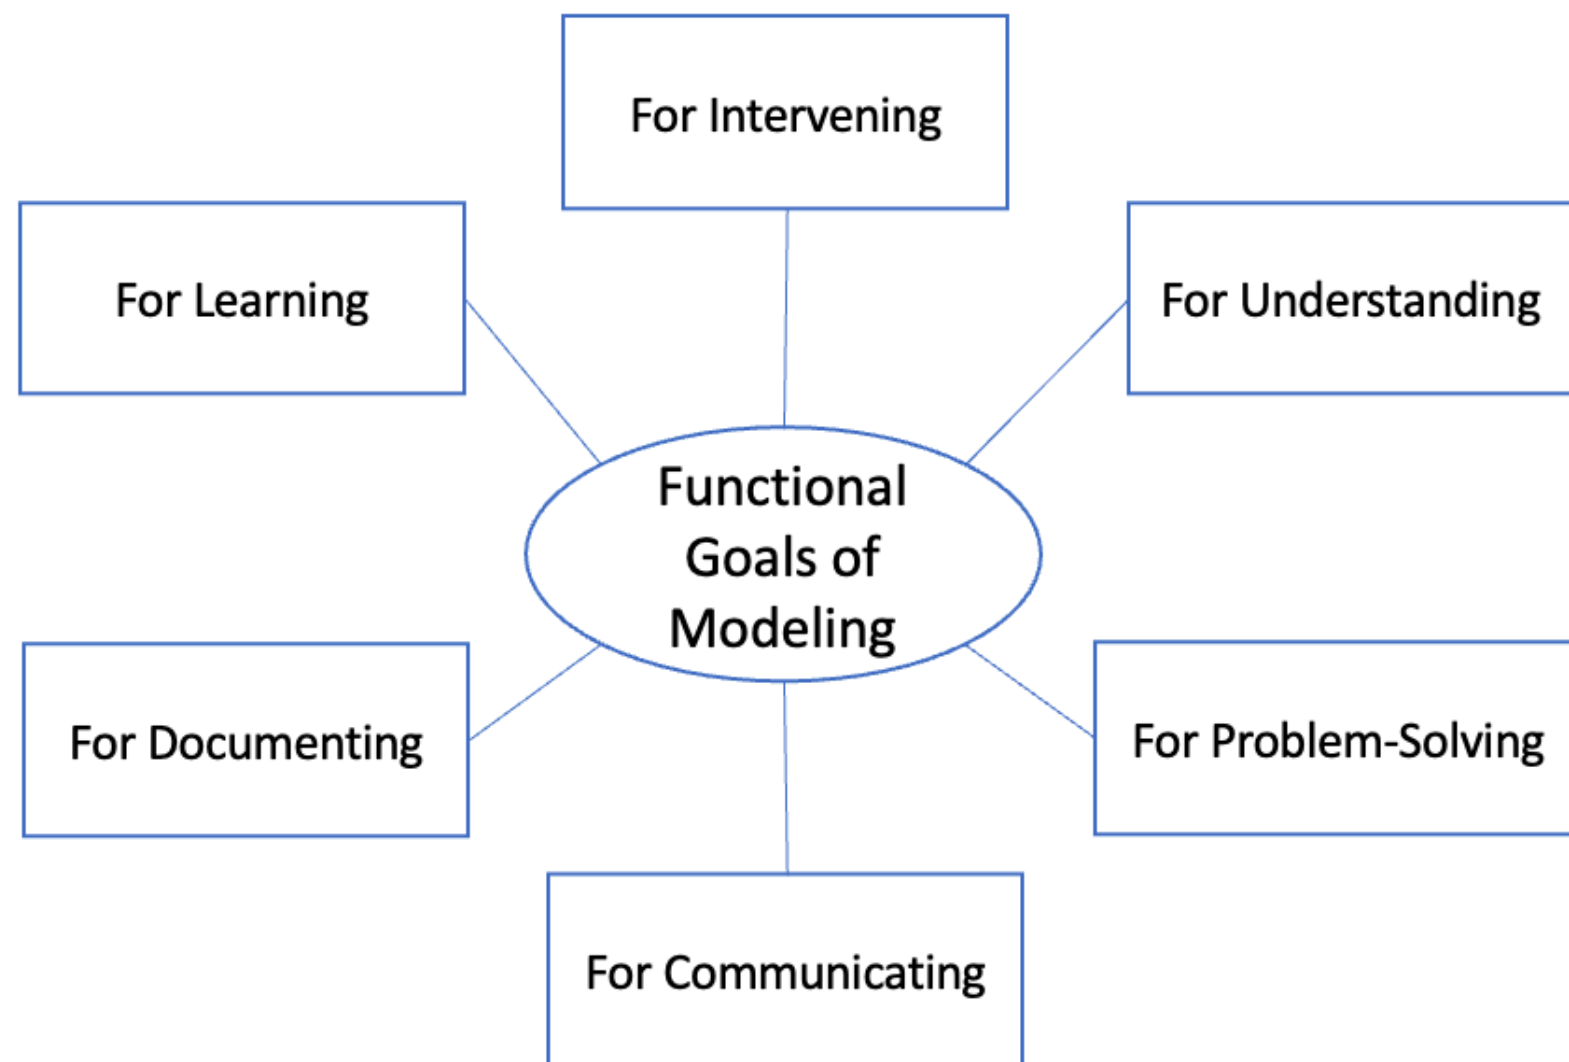 For Intervening
For Learning
For Understanding
Functional
Goals of
Modeling
For Documenting
For Problem-Solving
For Communicating